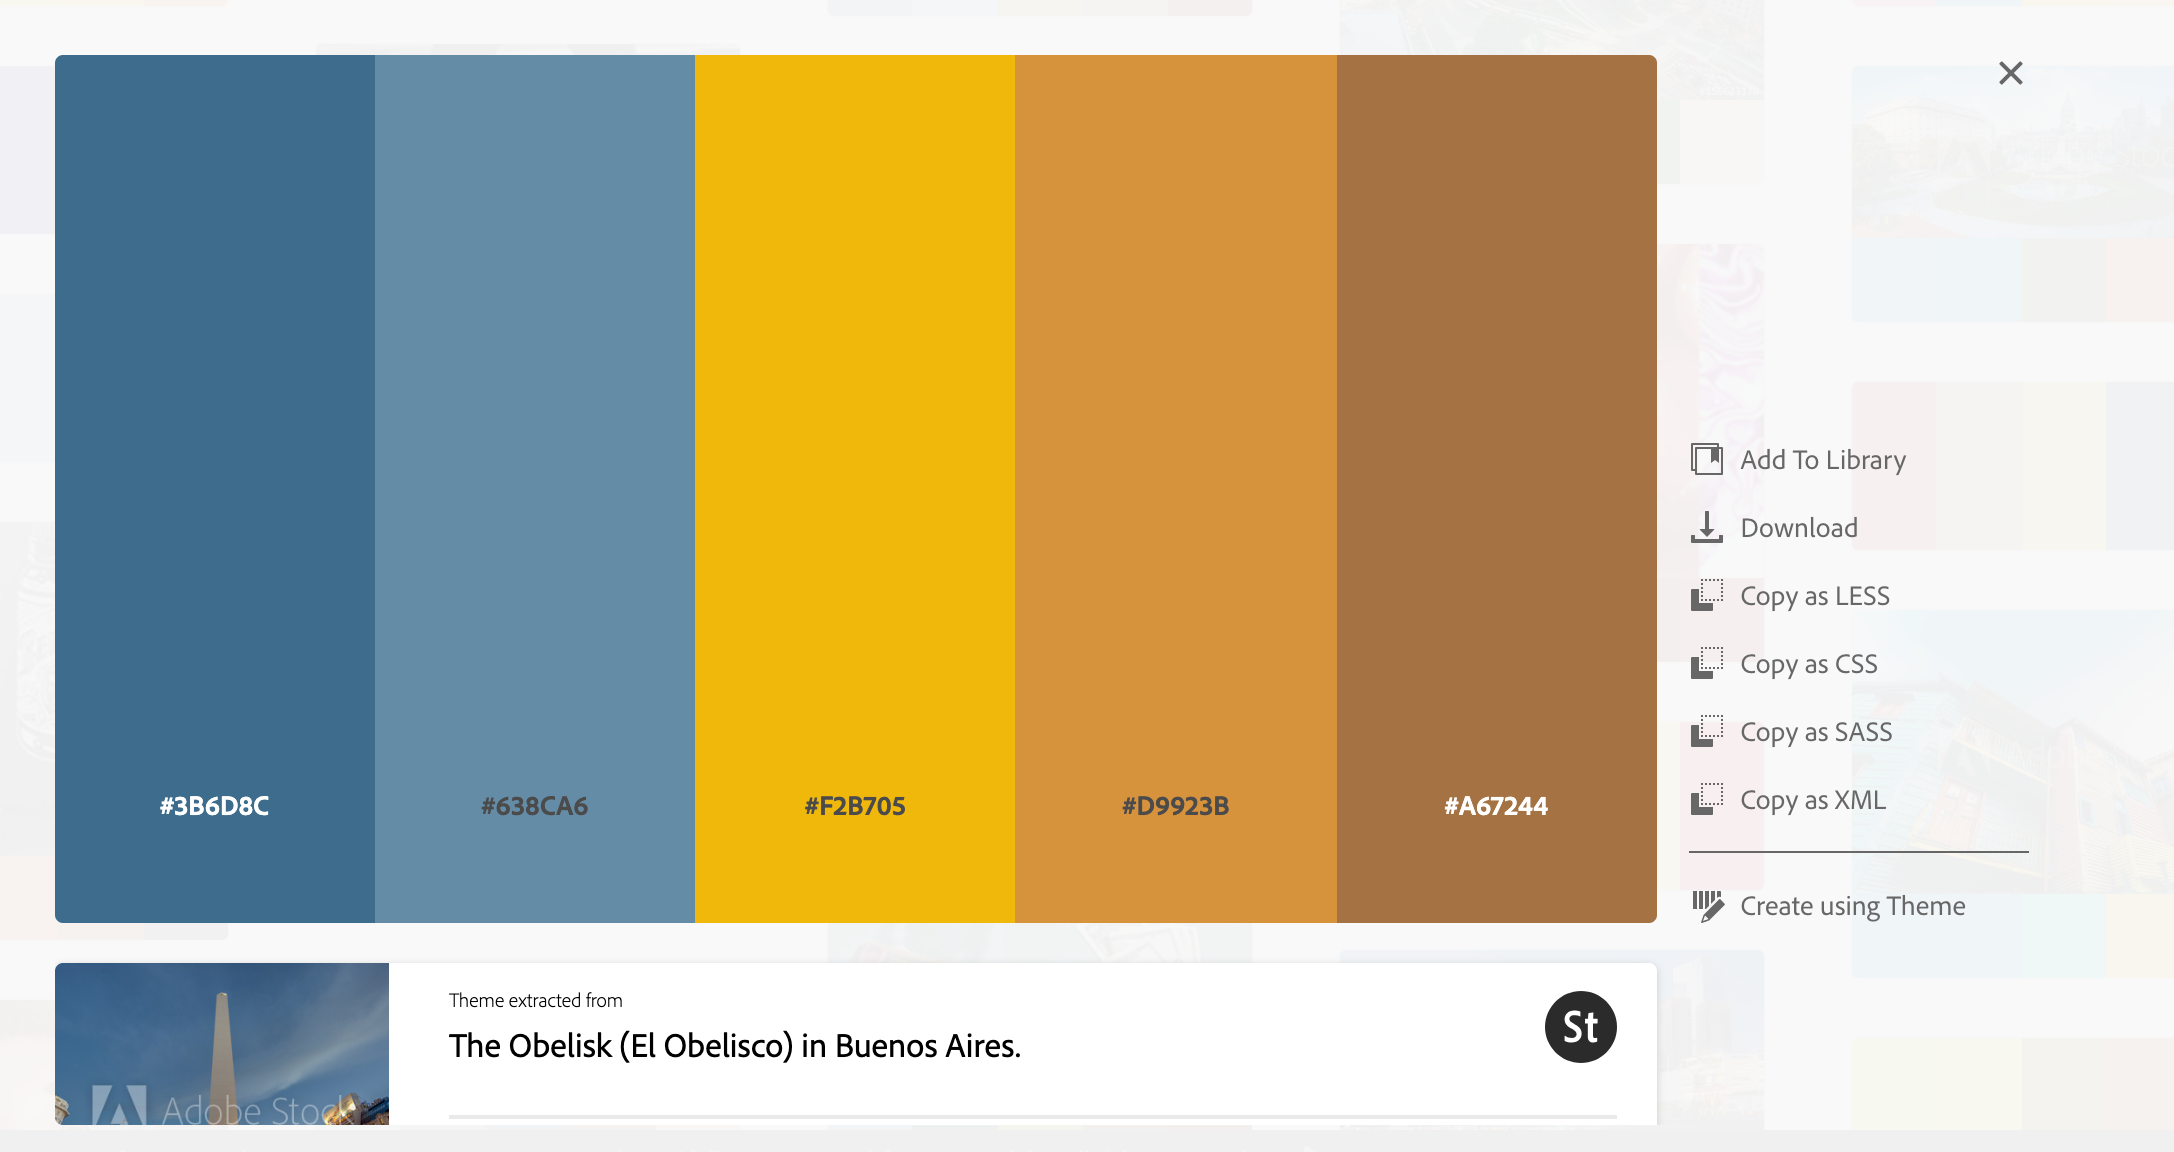 #3B6D8C
#638CA6
#F2B705
#D9923B
#A67244
Add To Library
Download
Copy as LESS
Copy as CSS
Copy as SASS
Copy as XML
Create using Theme
Theme extracted from
The Obelisk (El Obelisco) in Buenos Aires.
St
Adobe Stock